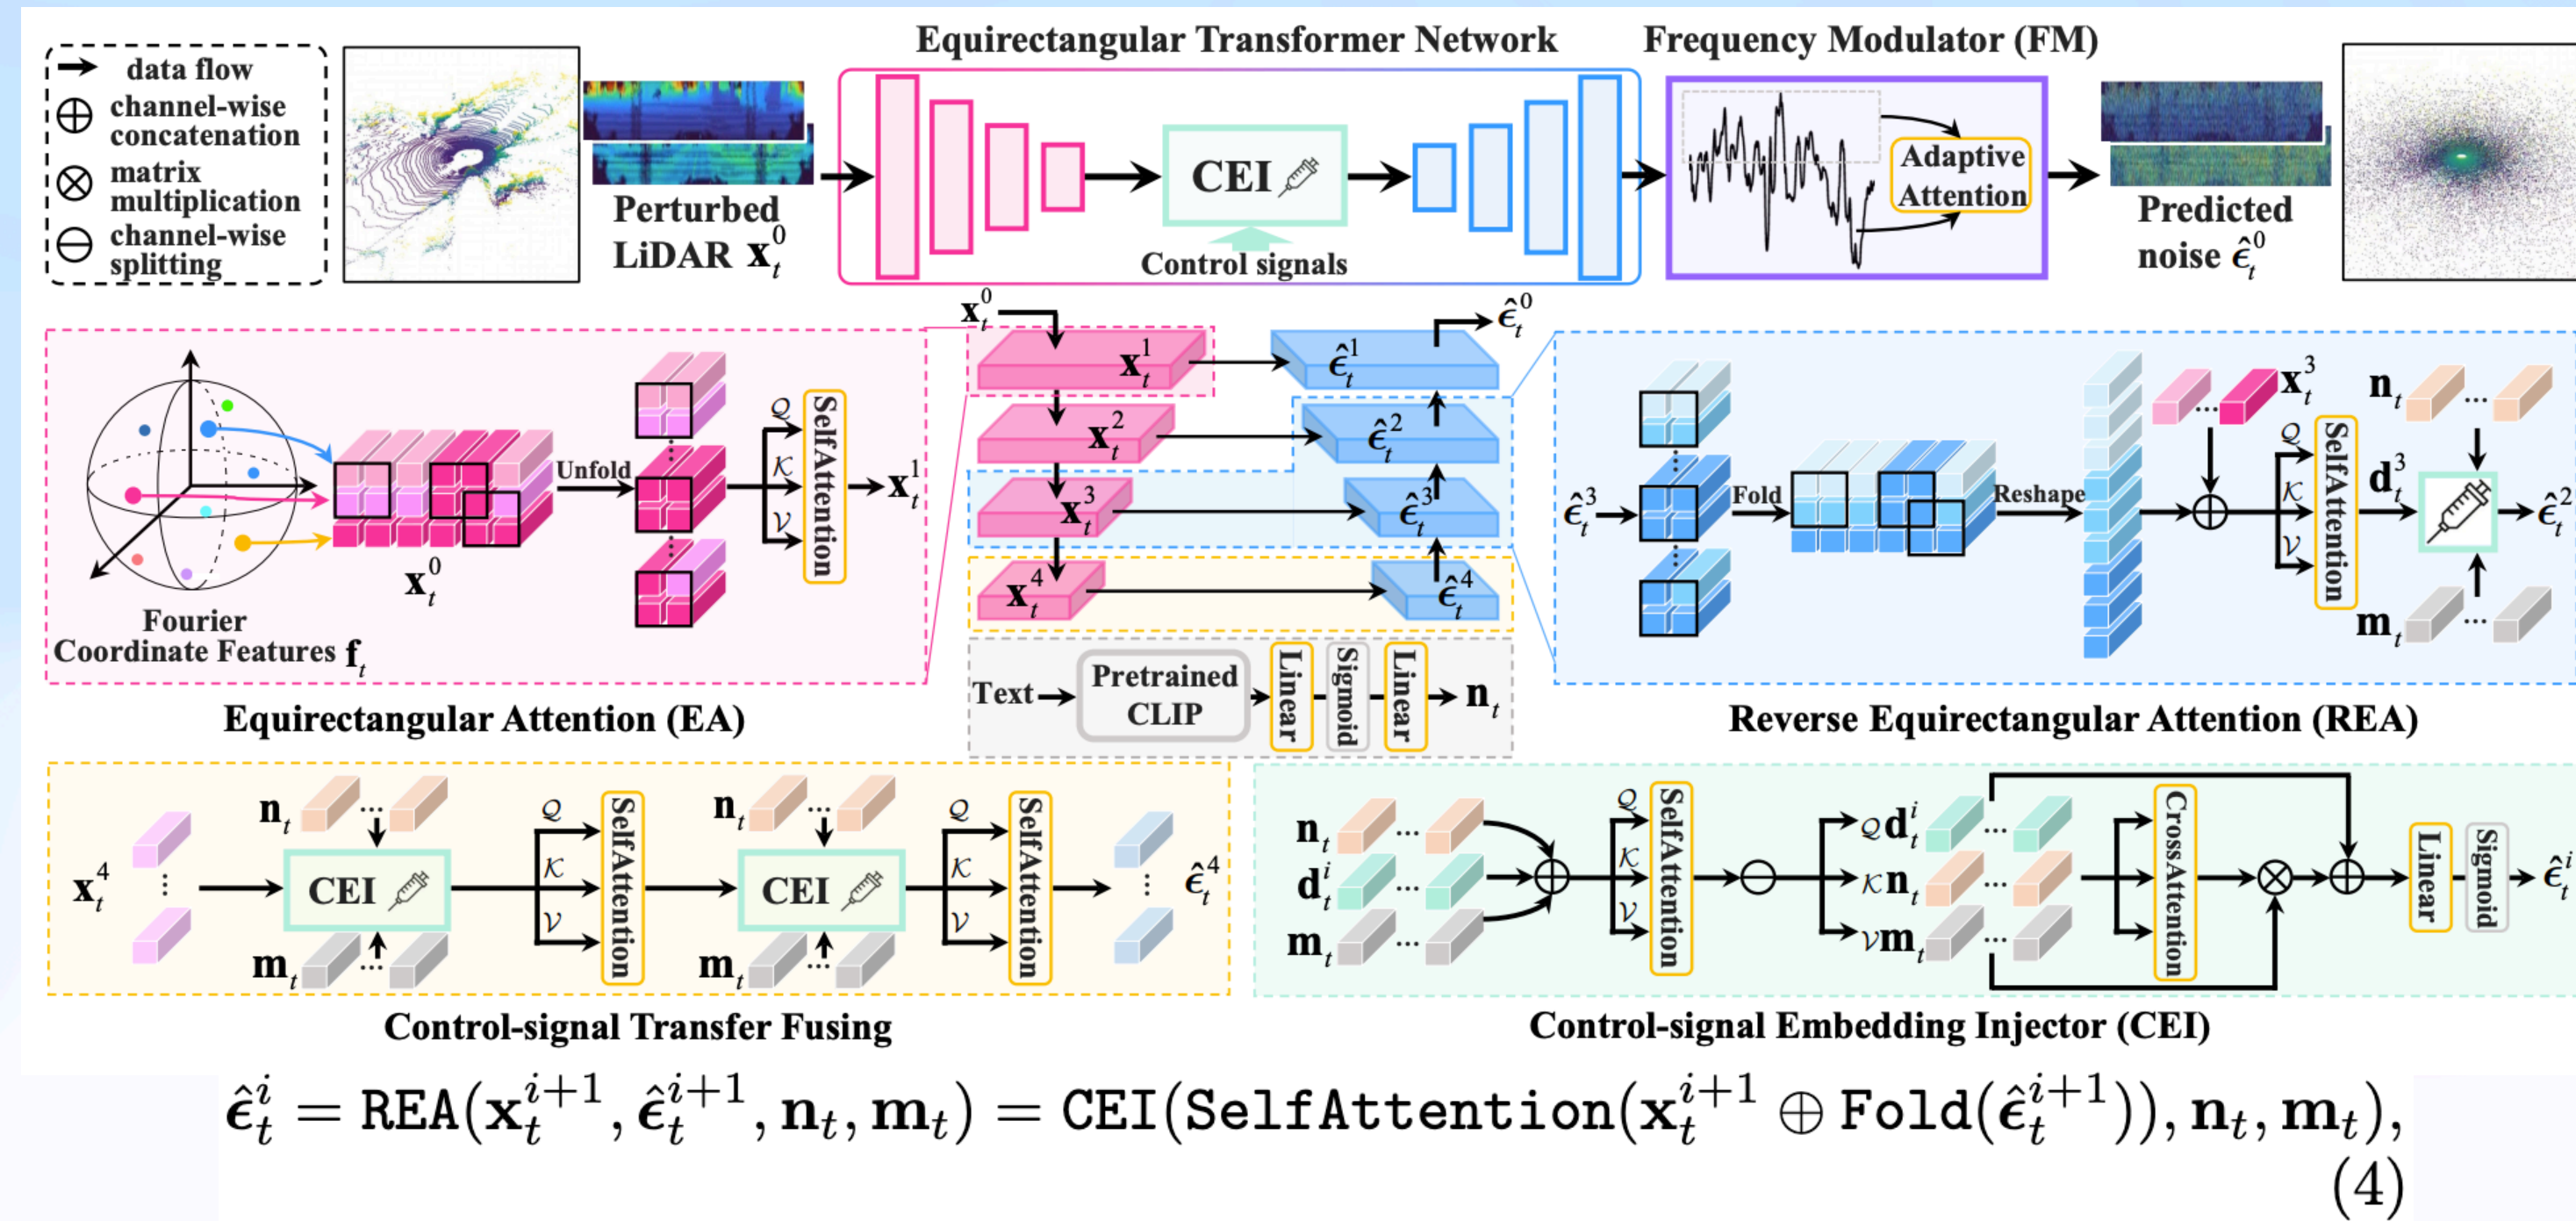 data flow
⊕ channel-wise
concatenation
⊗ matrix
multiplication
⊖ channel-wise
splitting
Perturbed
LiDAR x_t^0
Equirectangular Transformer Network
CEI
Control signals
Frequency Modulator (FM)
Adaptive
Attention
Predicted
noise ε̂_t^0
Fourier
Coordinate Features f_t
x_t^0
Unfold
Q
K
V
SelfAttention
x_t^1
Equirectangular Attention (EA)
x_t^0
ε̂_t^0
x_t^1
ε̂_t^1
x_t^2
ε̂_t^2
x_t^3
ε̂_t^3
x_t^4
ε̂_t^4
Text
Pretrained
CLIP
Linear
Sigmoid
Linear
n_t
ε̂_t^3
Fold
Reshape
x_t^3
⊕
Q
K
V
SelfAttention
n_t
...
d_t^3
m_t
...
ε̂_t^2
Reverse Equirectangular Attention (REA)
x_t^4
n_t
...
CEI
m_t
...
Q
K
V
SelfAttention
n_t
...
CEI
m_t
...
Q
K
V
SelfAttention
ε̂_t^4
Control-signal Transfer Fusing
n_t
...
d_t^i
...
m_t
...
⊕
Q
K
V
SelfAttention
⊖
Q d_t^i
...
K n_t
...
V m_t
...
CrossAttention
⊗
⊕
Linear
Sigmoid
ε̂_t^i
Control-signal Embedding Injector (CEI)
ε̂_t^i = REA(x_t^{i+1}, ε̂_t^{i+1}, n_t, m_t) = CEI(SelfAttention(x_t^{i+1} ⊕ Fold(ε̂_t^{i+1})), n_t, m_t),
(4)